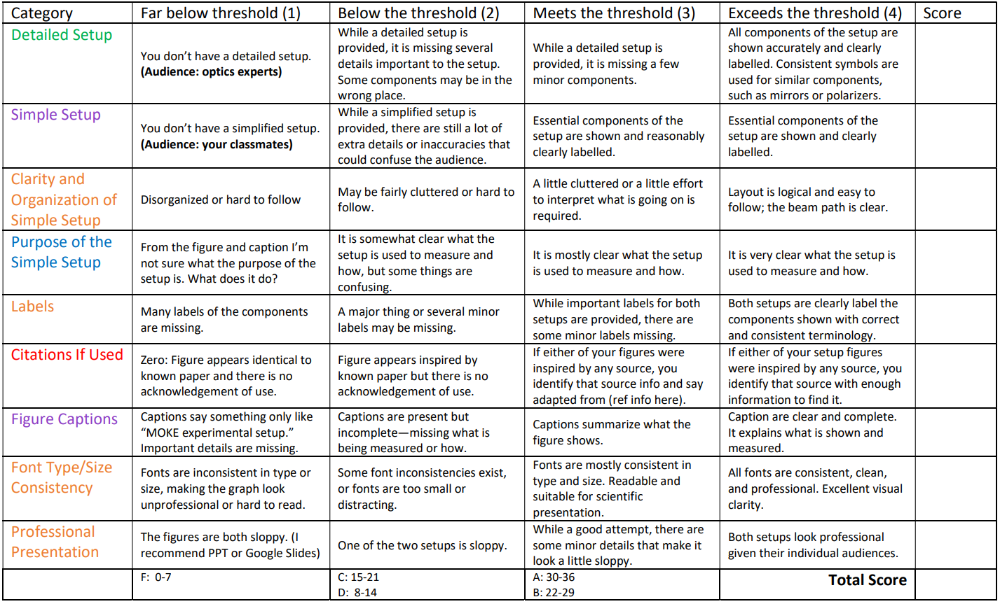 Category
Far below threshold (1)
Below the threshold (2)
Meets the threshold (3)
Exceeds the threshold (4)
Score
Detailed Setup
You don’t have a detailed setup.
(Audience: optics experts)
While a detailed setup is
provided, it is missing several
details important to the setup.
Some components may be in the
wrong place.
While a detailed setup is
provided, it is missing a few
minor components.
All components of the setup are
shown accurately and clearly
labelled. Consistent symbols are
used for similar components,
such as mirrors or polarizers.
Simple Setup
You don’t have a simplified setup.
(Audience: your classmates)
While a simplified setup is
provided, there are still a lot of
extra details or inaccuracies that
could confuse the audience.
Essential components of the
setup are shown and reasonably
clearly labelled.
Essential components of the
setup are shown and clearly
labelled.
Clarity and
Organization of
Simple Setup
Disorganized or hard to follow
May be fairly cluttered or hard to
follow.
A little cluttered or a little effort
to interpret what is going on is
required.
Layout is logical and easy to
follow; the beam path is clear.
Purpose of the
Simple Setup
From the figure and caption I’m
not sure what the purpose of the
setup is. What does it do?
It is somewhat clear what the
setup is used to measure and
how, but some things are
confusing.
It is mostly clear what the setup
is used to measure and how.
It is very clear what the setup is
used to measure and how.
Labels
Many labels of the components
are missing.
A major thing or several minor
labels may be missing.
While important labels for both
setups are provided, there are
some minor labels missing.
Both setups are clearly label the
components shown with correct
and consistent terminology.
Citations If Used
Zero: Figure appears identical to
known paper and there is no
acknowledgement of use.
Figure appears inspired by
known paper but there is no
acknowledgement of use.
If either of your figures were
inspired by any source, you
identify that source info and say
adapted from (ref info here).
If either of your setup figures
were inspired by any source, you
identify that source with enough
information to find it.
Figure Captions
Captions say something only like
“MOKE experimental setup.”
Important details are missing.
Captions are present but
incomplete—missing what is
being measured or how.
Captions summarize what the
figure shows.
Caption are clear and complete.
It explains what is shown and
measured.
Font Type/Size
Consistency
Fonts are inconsistent in type or
size, making the graph look
unprofessional or hard to read.
Some font inconsistencies exist,
or fonts are too small or
distracting.
Fonts are mostly consistent in
type and size. Readable and
suitable for scientific
presentation.
All fonts are consistent, clean,
and professional. Excellent visual
clarity.
Professional
Presentation
The figures are both sloppy. (I
recommend PPT or Google Slides)
One of the two setups is sloppy.
While a good attempt, there are
some minor details that make it
look a little sloppy.
Both setups look professional
given their individual audiences.
F:  0-7
C: 15-21
D:  8-14
A: 30-36
B: 22-29
Total Score